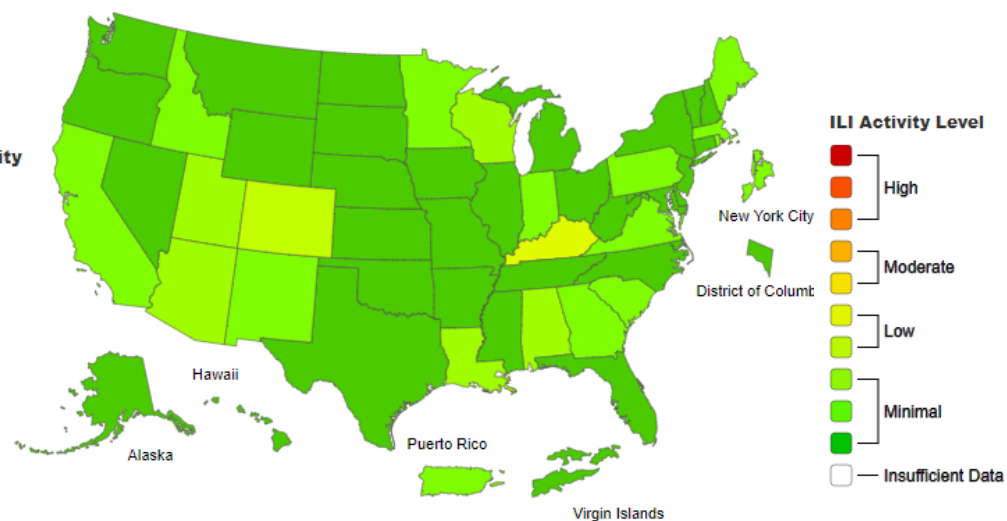 ity
ILI Activity Level
High
New York City
Moderate
District of Columb
Low
Hawaii
Minimal
Puerto Rico
Alaska
Insufficient Data
Virgin Islands